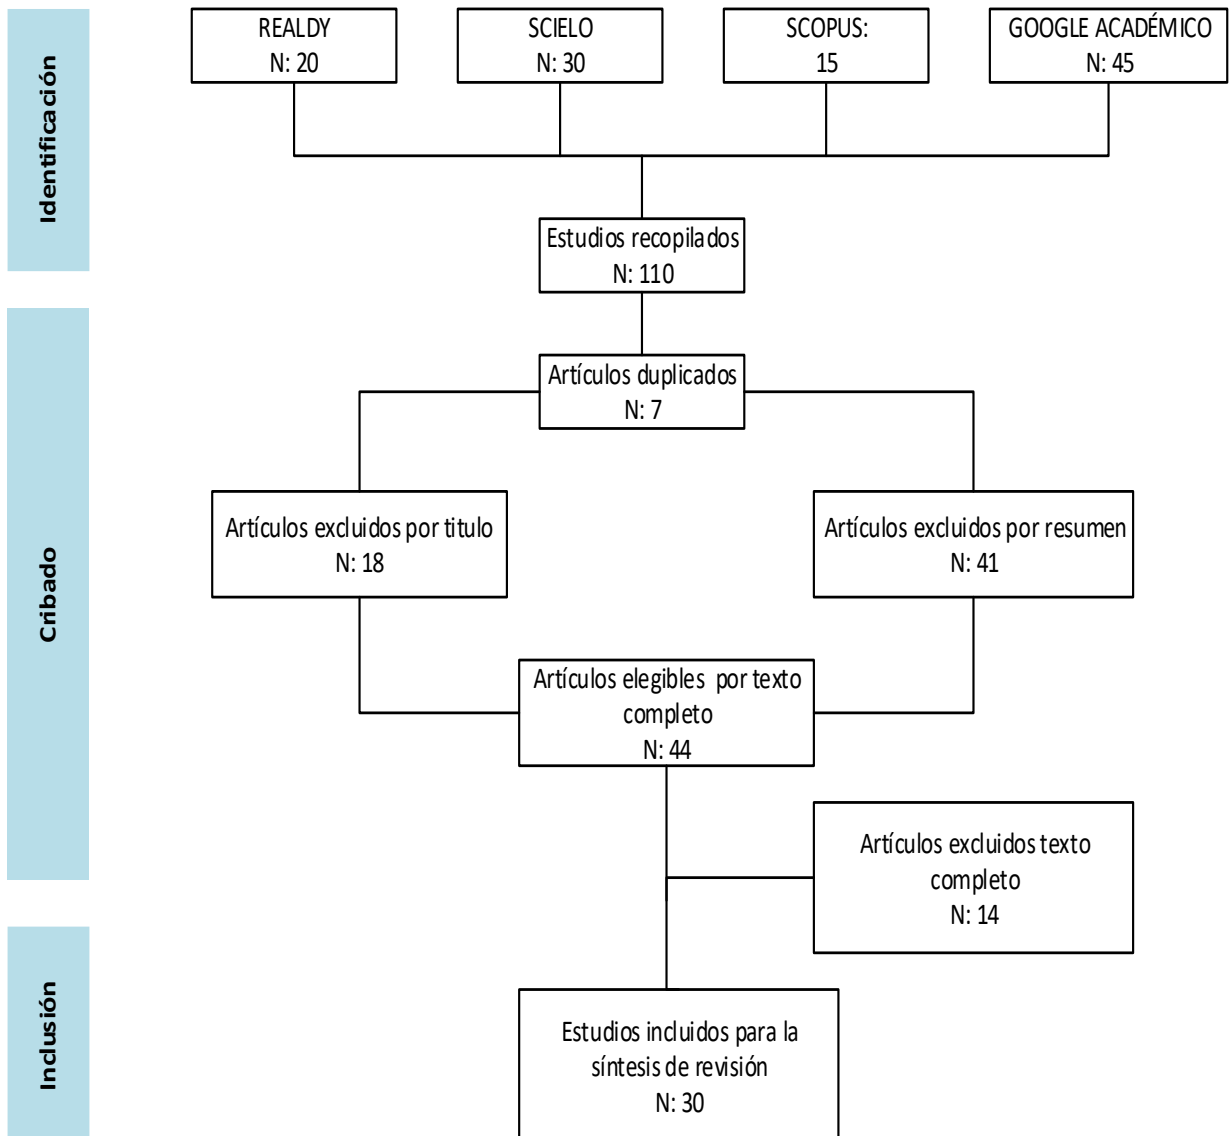 Identificación
REALDY
N: 20
SCIELO
N: 30
SCOPUS:
15
GOOGLE ACADÉMICO
N: 45
Estudios recopilados
N: 110
Cribado
Artículos duplicados
N: 7
Artículos excluidos por titulo
N: 18
Artículos excluidos por resumen
N: 41
Artículos elegibles por texto
completo
N: 44
Artículos excluidos texto
completo
N: 14
Inclusión
Estudios incluidos para la
síntesis de revisión
N: 30